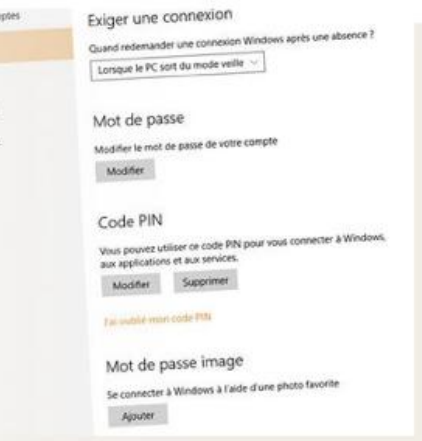 Exiger une connexion
Quand redemander une connexion Windows après une absence ?
Lorsque le PC sort du mode veille
Mot de passe
Modifier le mot de passe de votre compte
Modifier
Code PIN
Vous pouvez utiliser ce code PIN pour vous connecter à Windows,
aux applications et aux services.
Modifier Supprimer
J'ai oublié mon code PIN
Mot de passe image
Se connecter à Windows à l'aide d'une photo favorite
Ajouter